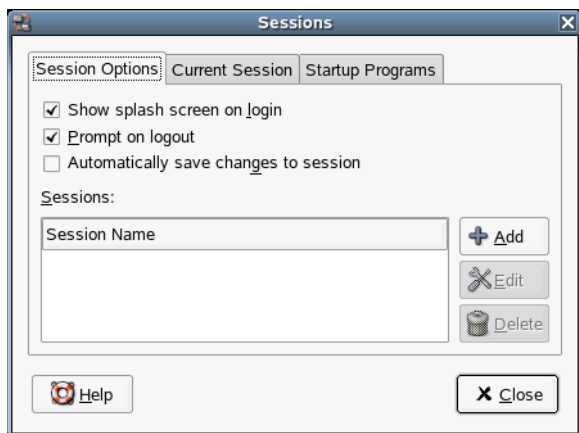 Sessions
Session Options
Current Session
Startup Programs
Show splash screen on login
Prompt on logout
Automatically save changes to session
Sessions:
Session Name
Add
Edit
Delete
Help
Close